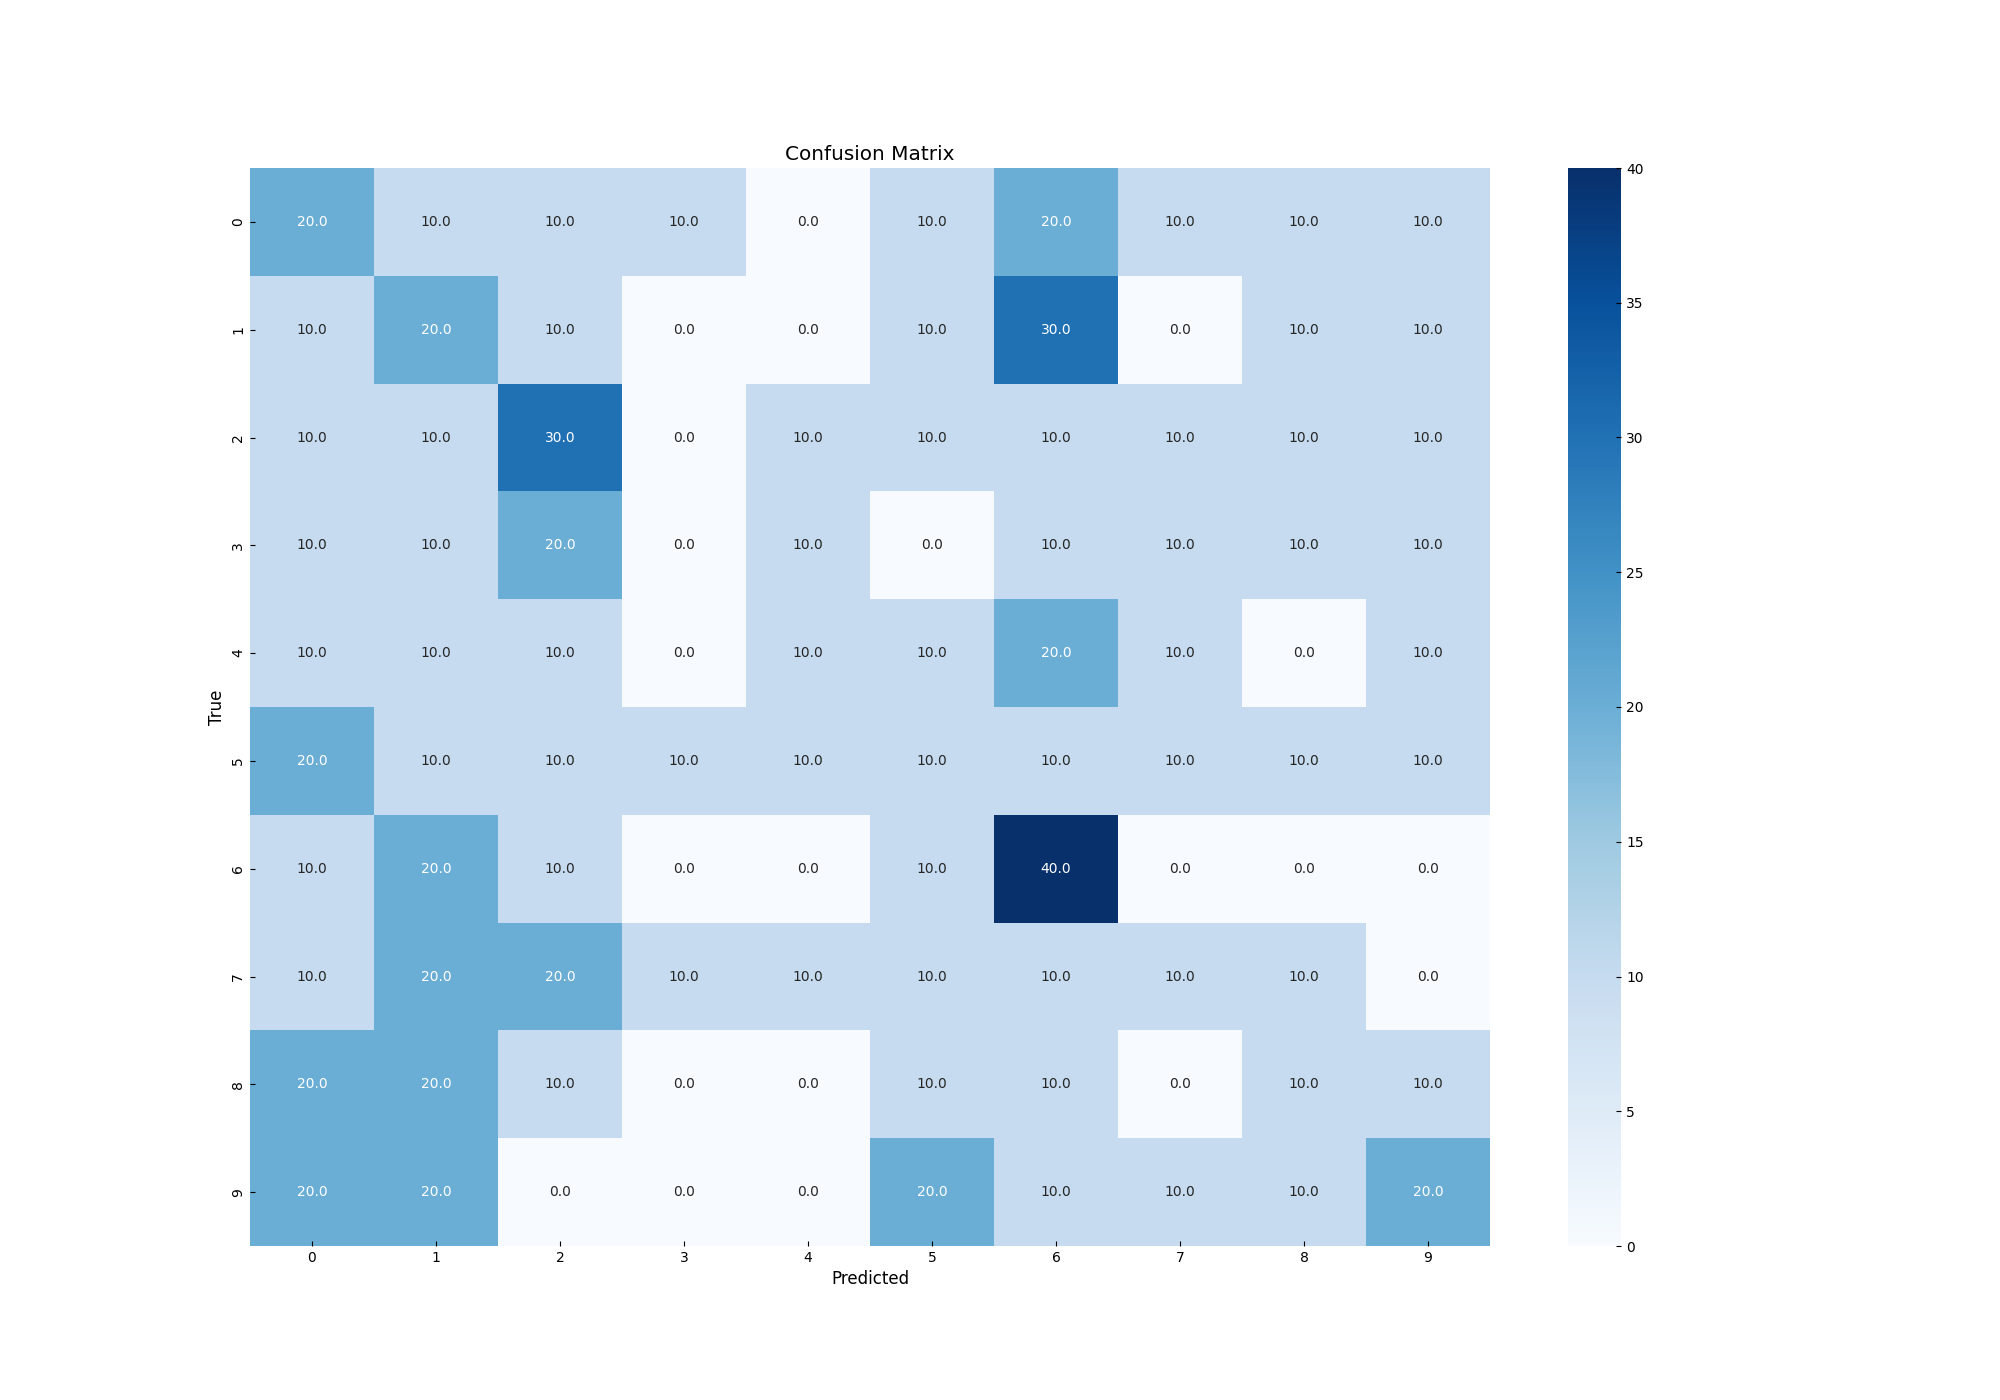 Confusion Matrix
0 20.0 10.0 10.0 10.0 0.0 10.0 20.0 10.0 10.0 10.0
1 10.0 20.0 10.0 0.0 0.0 10.0 30.0 0.0 10.0 10.0
2 10.0 10.0 30.0 0.0 10.0 10.0 10.0 10.0 10.0 10.0
3 10.0 10.0 20.0 0.0 10.0 0.0 10.0 10.0 10.0 10.0
4 10.0 10.0 10.0 0.0 10.0 10.0 20.0 10.0 0.0 10.0
5 20.0 10.0 10.0 10.0 10.0 10.0 10.0 10.0 10.0 10.0
6 10.0 20.0 10.0 0.0 0.0 10.0 40.0 0.0 0.0 0.0
7 10.0 20.0 20.0 10.0 10.0 10.0 10.0 10.0 10.0 0.0
8 20.0 20.0 10.0 0.0 0.0 10.0 10.0 0.0 10.0 10.0
9 20.0 20.0 0.0 0.0 0.0 20.0 10.0 10.0 10.0 20.0
0 1 2 3 4 5 6 7 8 9
Predicted
True
40
35
30
25
20
15
10
5
0